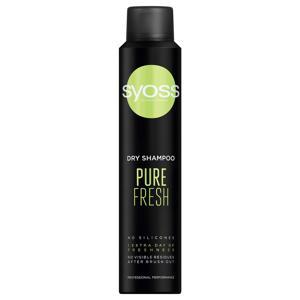 syoss
DRY SHAMPOO
PURE
FRESH
NO SILICONES
1 EXTRA DAY OF
FRESHNESS
NO VISIBLE RESIDUES
AFTER BRUSH OUT
PROFESSIONAL PERFORMANCE